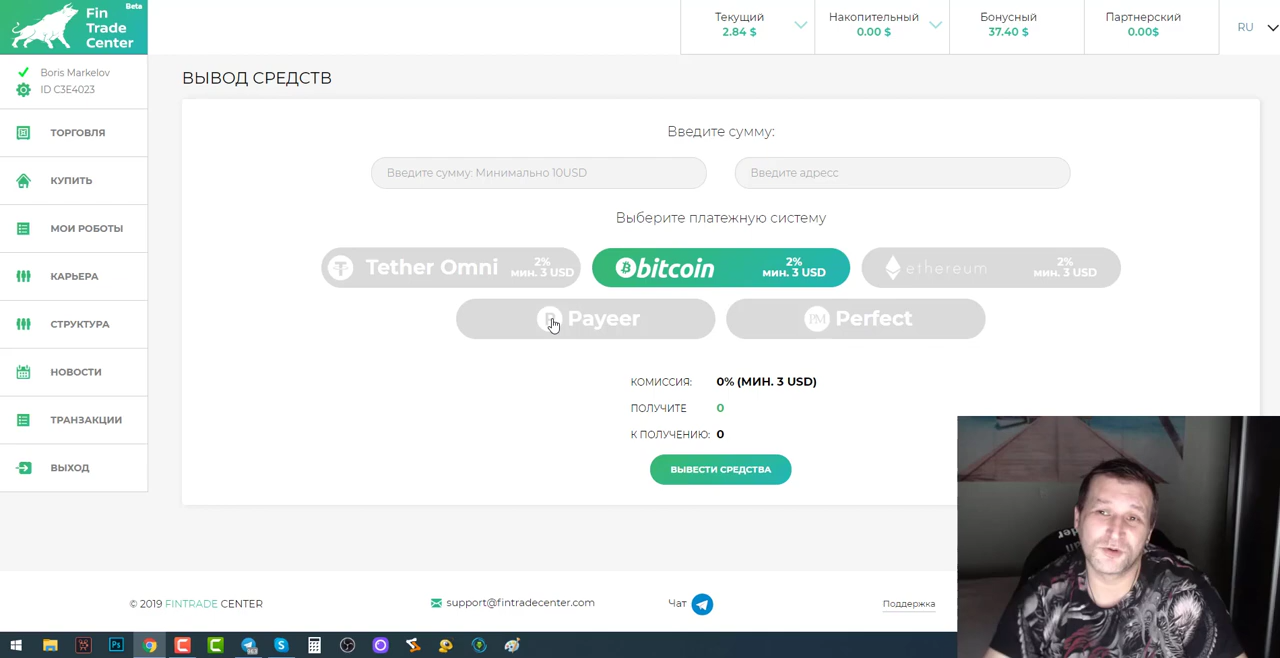 Beta
Fin
Trade
Center
Текущий
2.84 $
Накопительный
0.00 $
Бонусный
37.40 $
Партнерский
0.00$
RU
Boris Markelov
ID C3E4023
ТОРГОВЛЯ
КУПИТЬ
МОИ РОБОТЫ
КАРЬЕРА
СТРУКТУРА
НОВОСТИ
ТРАНЗАКЦИИ
ВЫХОД
ВЫВОД СРЕДСТВ
Введите сумму:
Введите сумму: Минимально 10USD
Введите адресс
Выберите платежную систему
Tether Omni
2%
мин. 3 USD
bitcoin
2%
мин. 3 USD
ethereum
2%
мин. 3 USD
Payeer
PM Perfect
КОМИССИЯ: 0% (МИН. 3 USD)
ПОЛУЧИТЕ 0
К ПОЛУЧЕНИЮ: 0
ВЫВЕСТИ СРЕДСТВА
© 2019 FINTRADE CENTER
support@fintradecenter.com
Чат
Поддержка